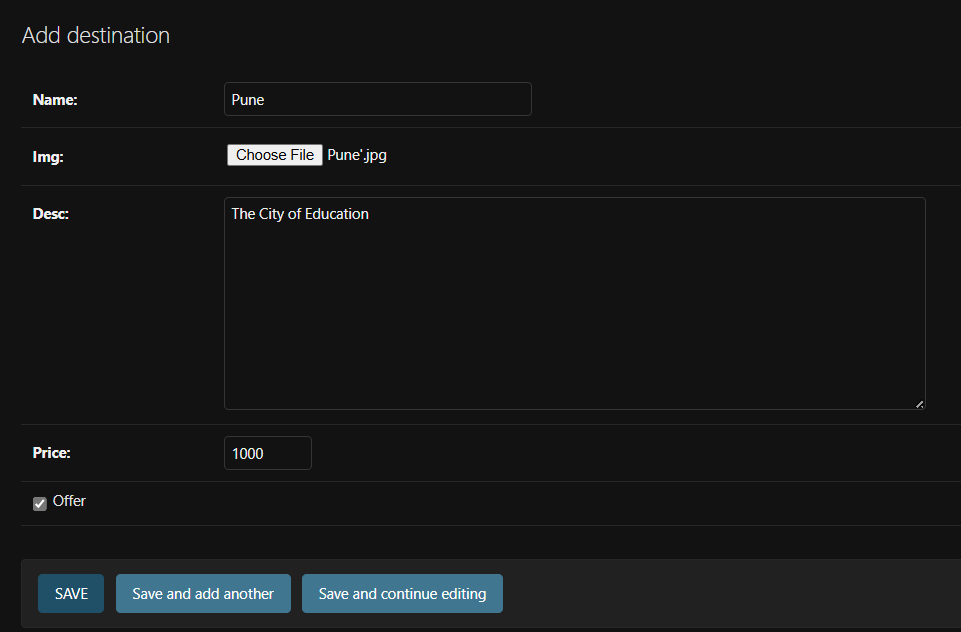 Add destination
Name: Pune
Img: Choose File Pune'.jpg
Desc: The City of Education
Price: 1000
Offer
SAVE Save and add another Save and continue editing